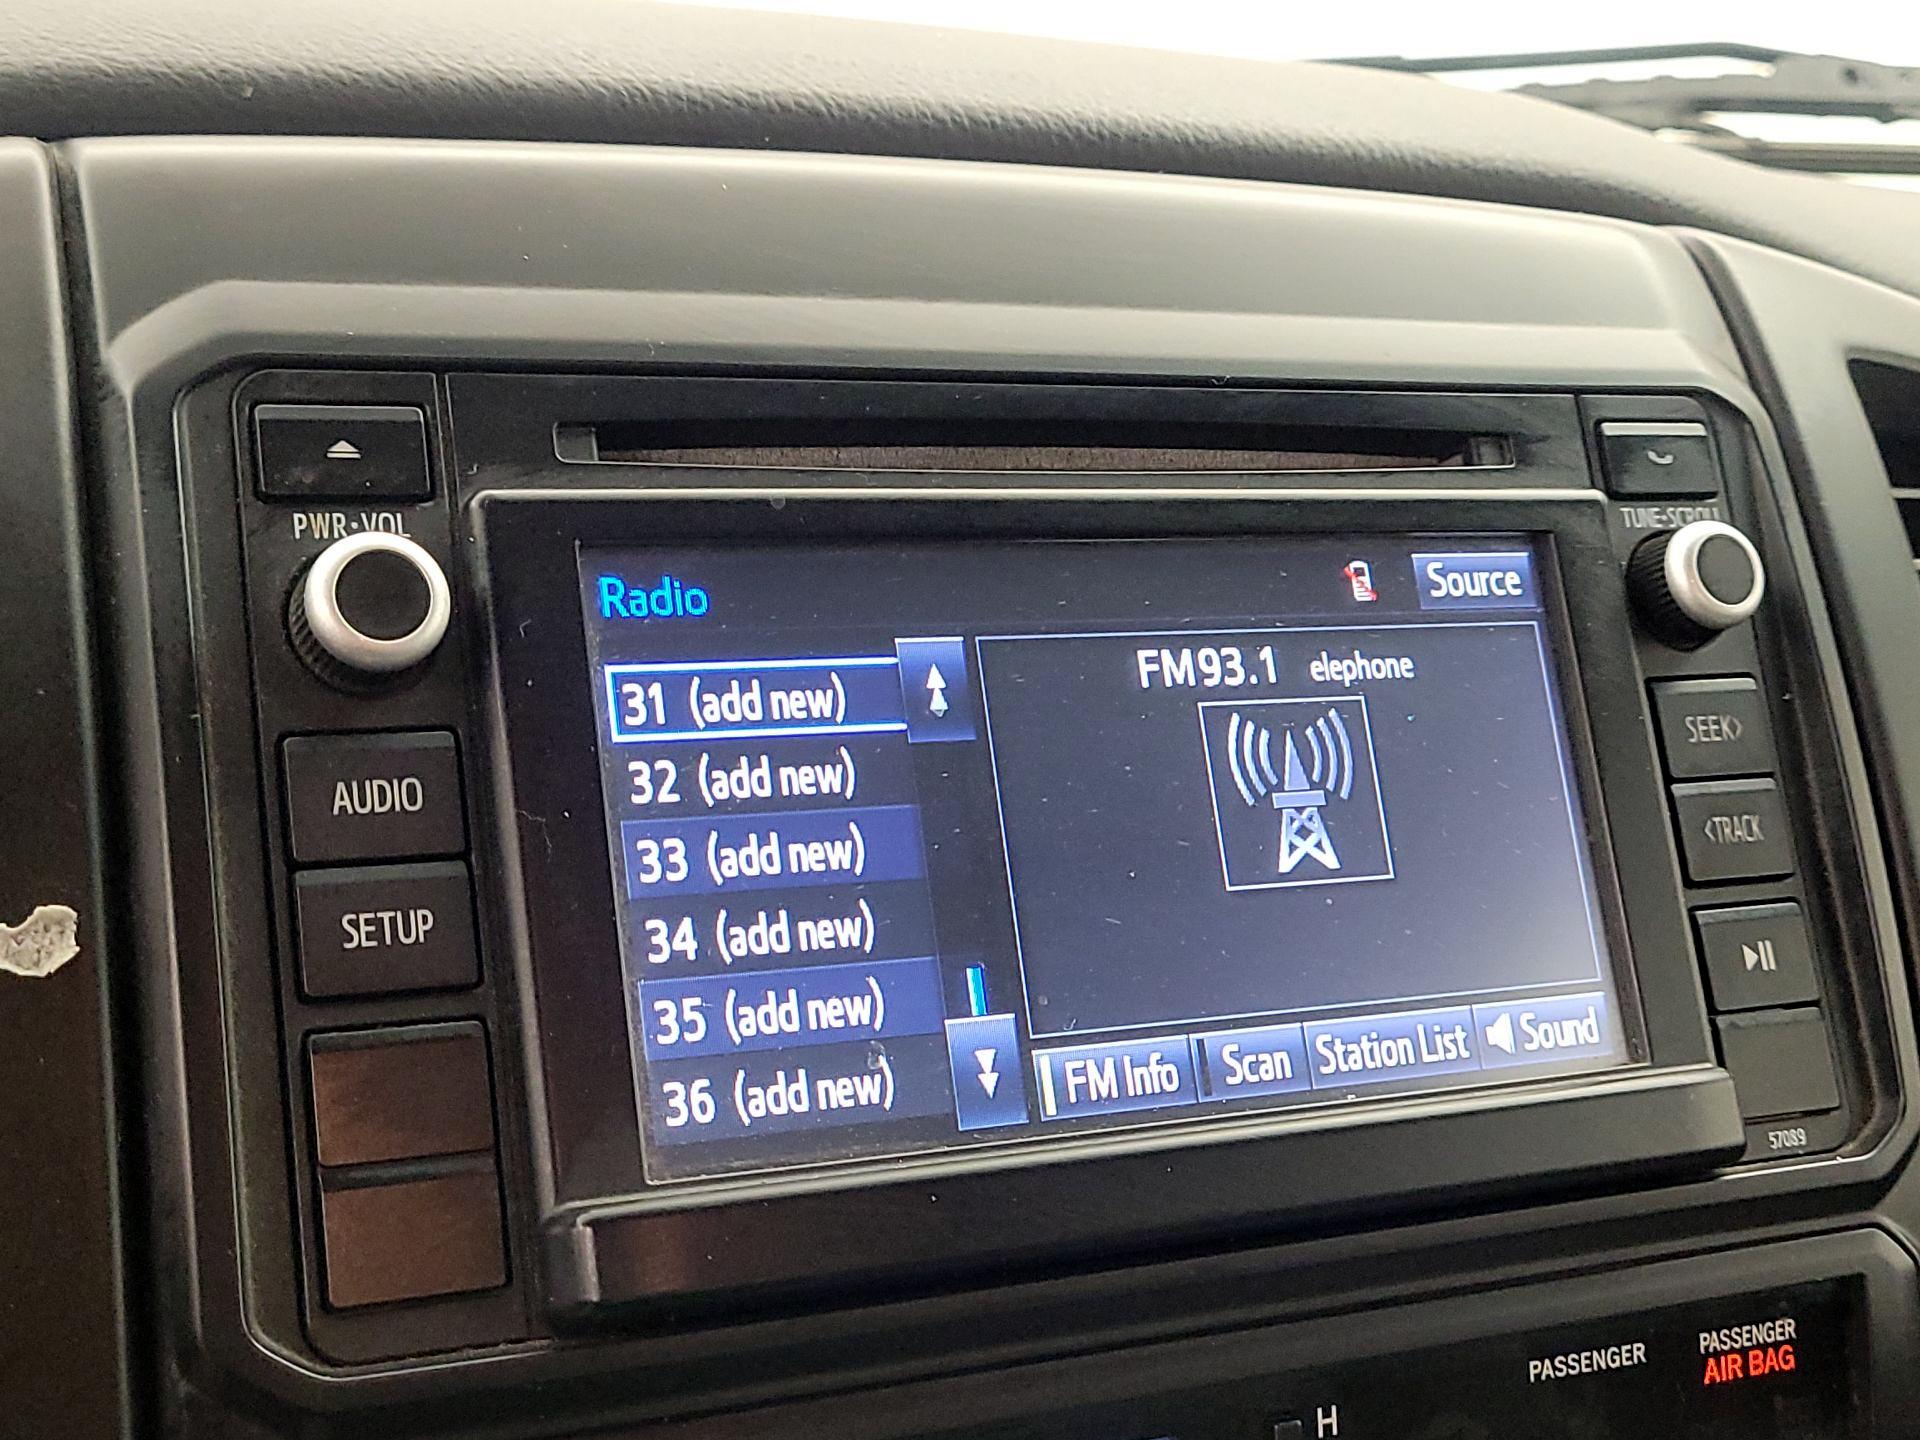 PWR•VOL
TUNE•SCROLL
Radio
Source
31 (add new)
FM93.1 elephone
32 (add new)
33 (add new)
34 (add new)
35 (add new)
36 (add new)
FM Info
Scan
Station List
Sound
AUDIO
SETUP
SEEK>
<TRACK
57089
PASSENGER
PASSENGER
AIR BAG
H